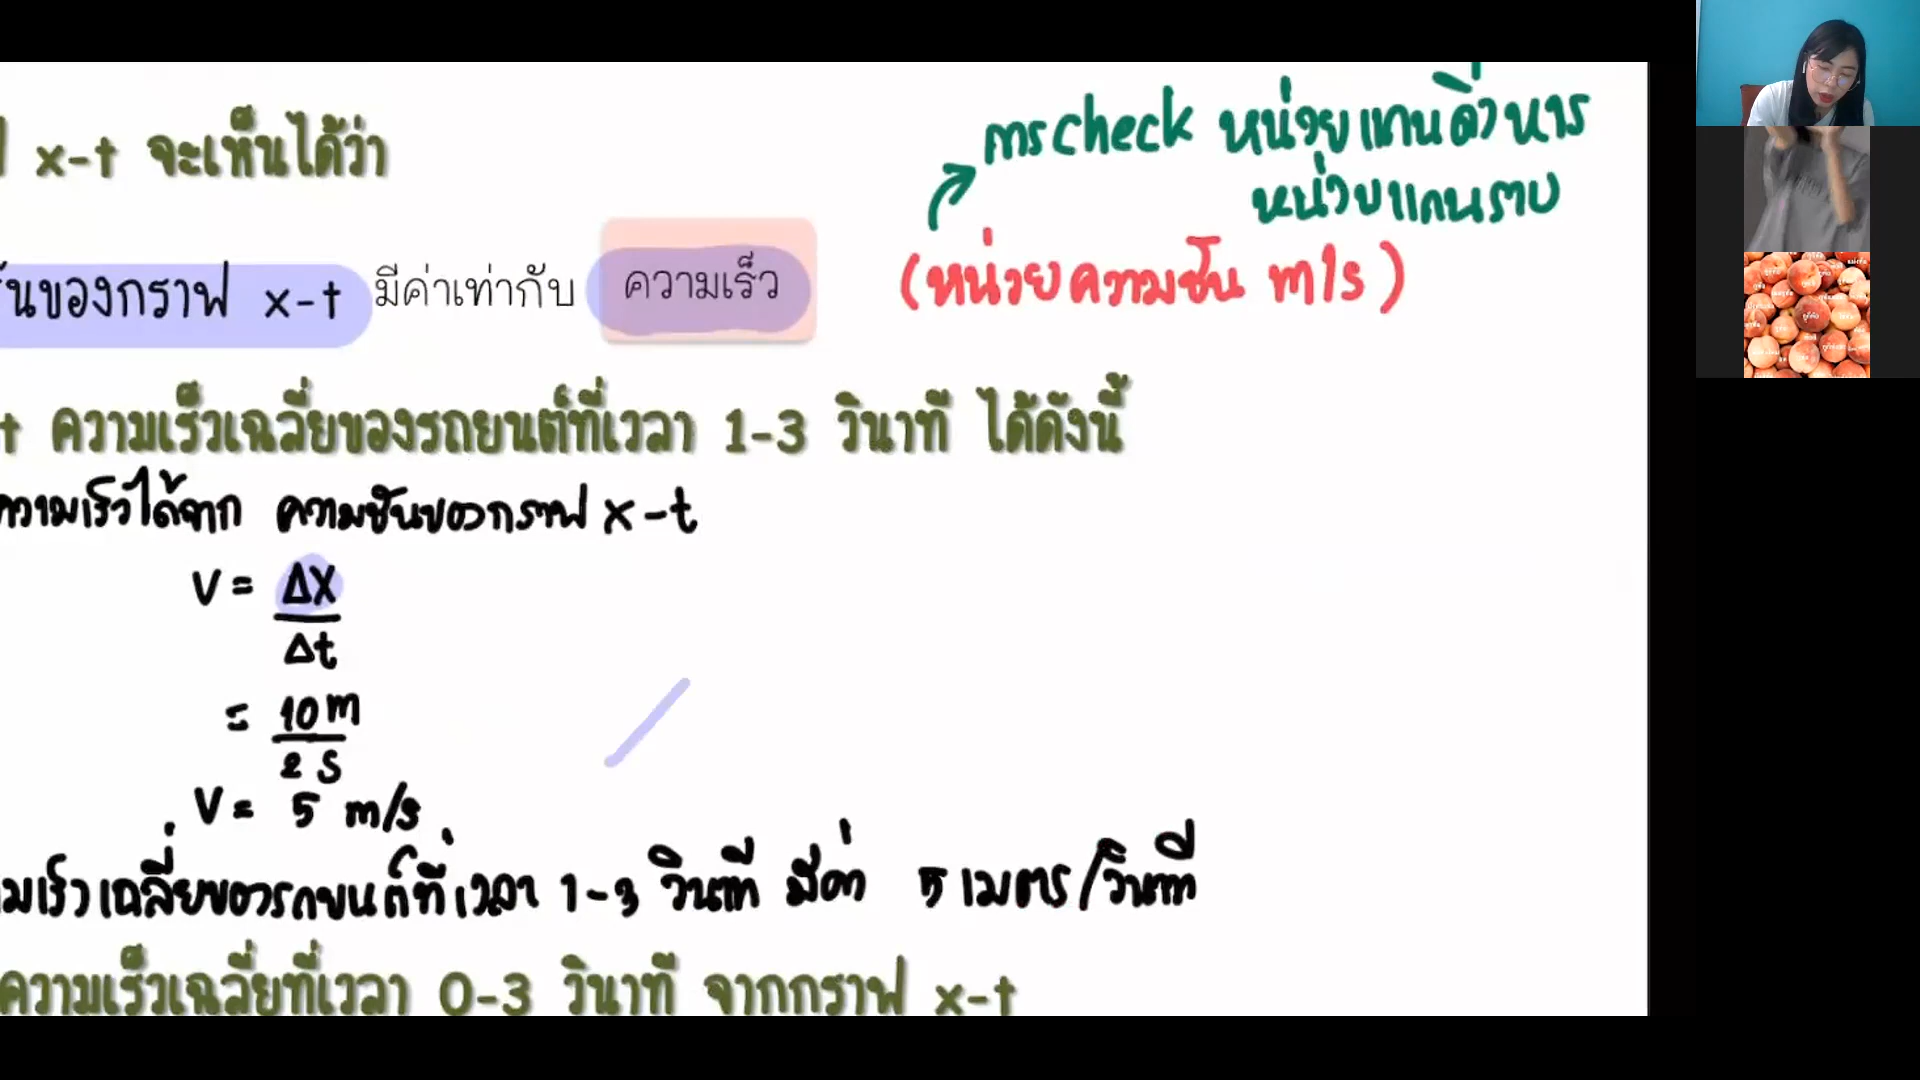 x-t จะเห็นได้ว่า
การ check หน่วยแกนดิ่ง หาร
หน่วยแกนราบ
นของกราฟ x-t มีค่าเท่ากับ ความเร็ว
(หน่วยความชัน m/s)
t ความเร็วเฉลี่ยของรถยนต์ที่เวลา 1-3 วินาที ได้ดังนี้
ความเร็วได้จาก ความชันของกราฟ x-t
V = ΔX
Δt
= 10 m
2 s
V = 5 m/s
มเร็วเฉลี่ยของรถยนต์ที่เวลา 1-3 วินาที มีค่า 5 เมตร/วินาที
ความเร็วเฉลี่ยที่เวลา 0-3 วินาที จากกราฟ x-t